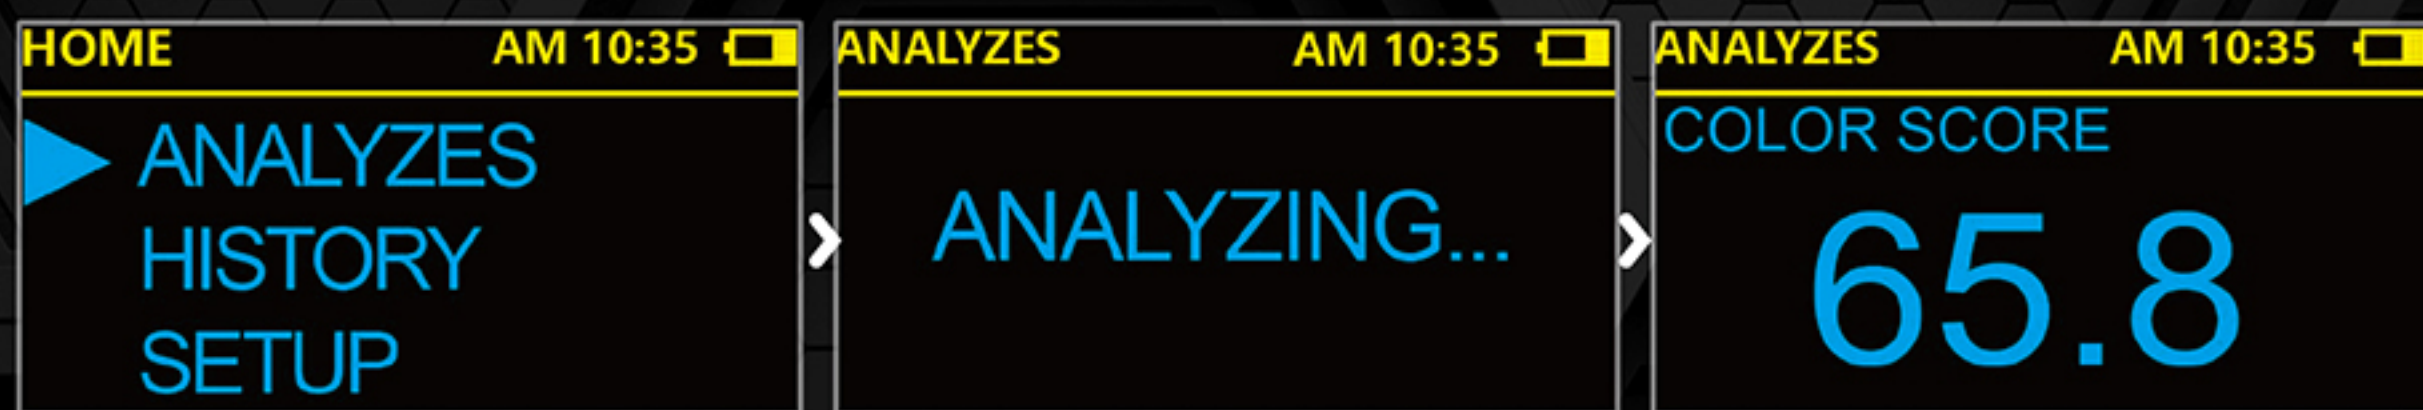 HOME AM 10:35
ANALYZES
HISTORY
SETUP
ANALYZES AM 10:35
ANALYZING...
ANALYZES AM 10:35
COLOR SCORE
65.8